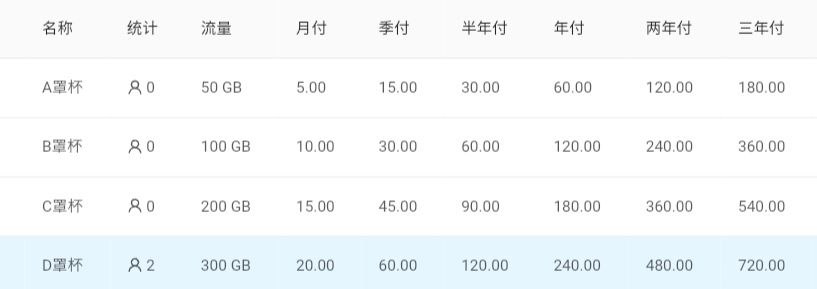 名称 统计 流量 月付 季付 半年付 年付 两年付 三年付
A罩杯 0 50 GB 5.00 15.00 30.00 60.00 120.00 180.00
B罩杯 0 100 GB 10.00 30.00 60.00 120.00 240.00 360.00
C罩杯 0 200 GB 15.00 45.00 90.00 180.00 360.00 540.00
D罩杯 2 300 GB 20.00 60.00 120.00 240.00 480.00 720.00